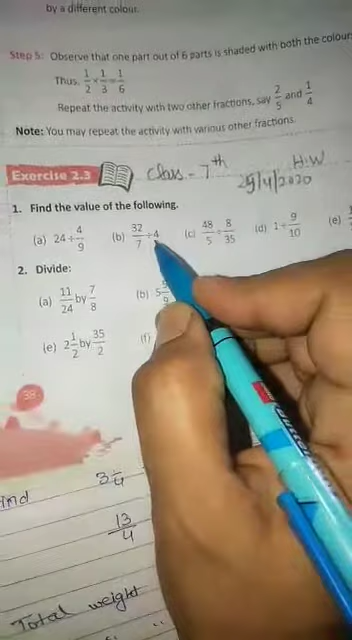 by a different colour.
Step 5: Observe that one part out of 6 parts is shaded with both the colour
Thus, 1/2 × 1/3 = 1/6
Repeat the activity with two other fractions, say 2/5 and 1/4
Note: You may repeat the activity with various other fractions.
Exercise 2.3
Class - 7th
H.W
25/4/2020
1. Find the value of the following.
(a) 24 ÷ 4/9 (b) 32/7 ÷ 4 (c) 48/5 ÷ 8/35 (d) 1 ÷ 9/10 (e)
2. Divide:
(a) 11/24 by 7/8 (b) 5
(e) 2 1/2 by 35/2 (f)
38
ind 3 1/4
13/4
Total weight